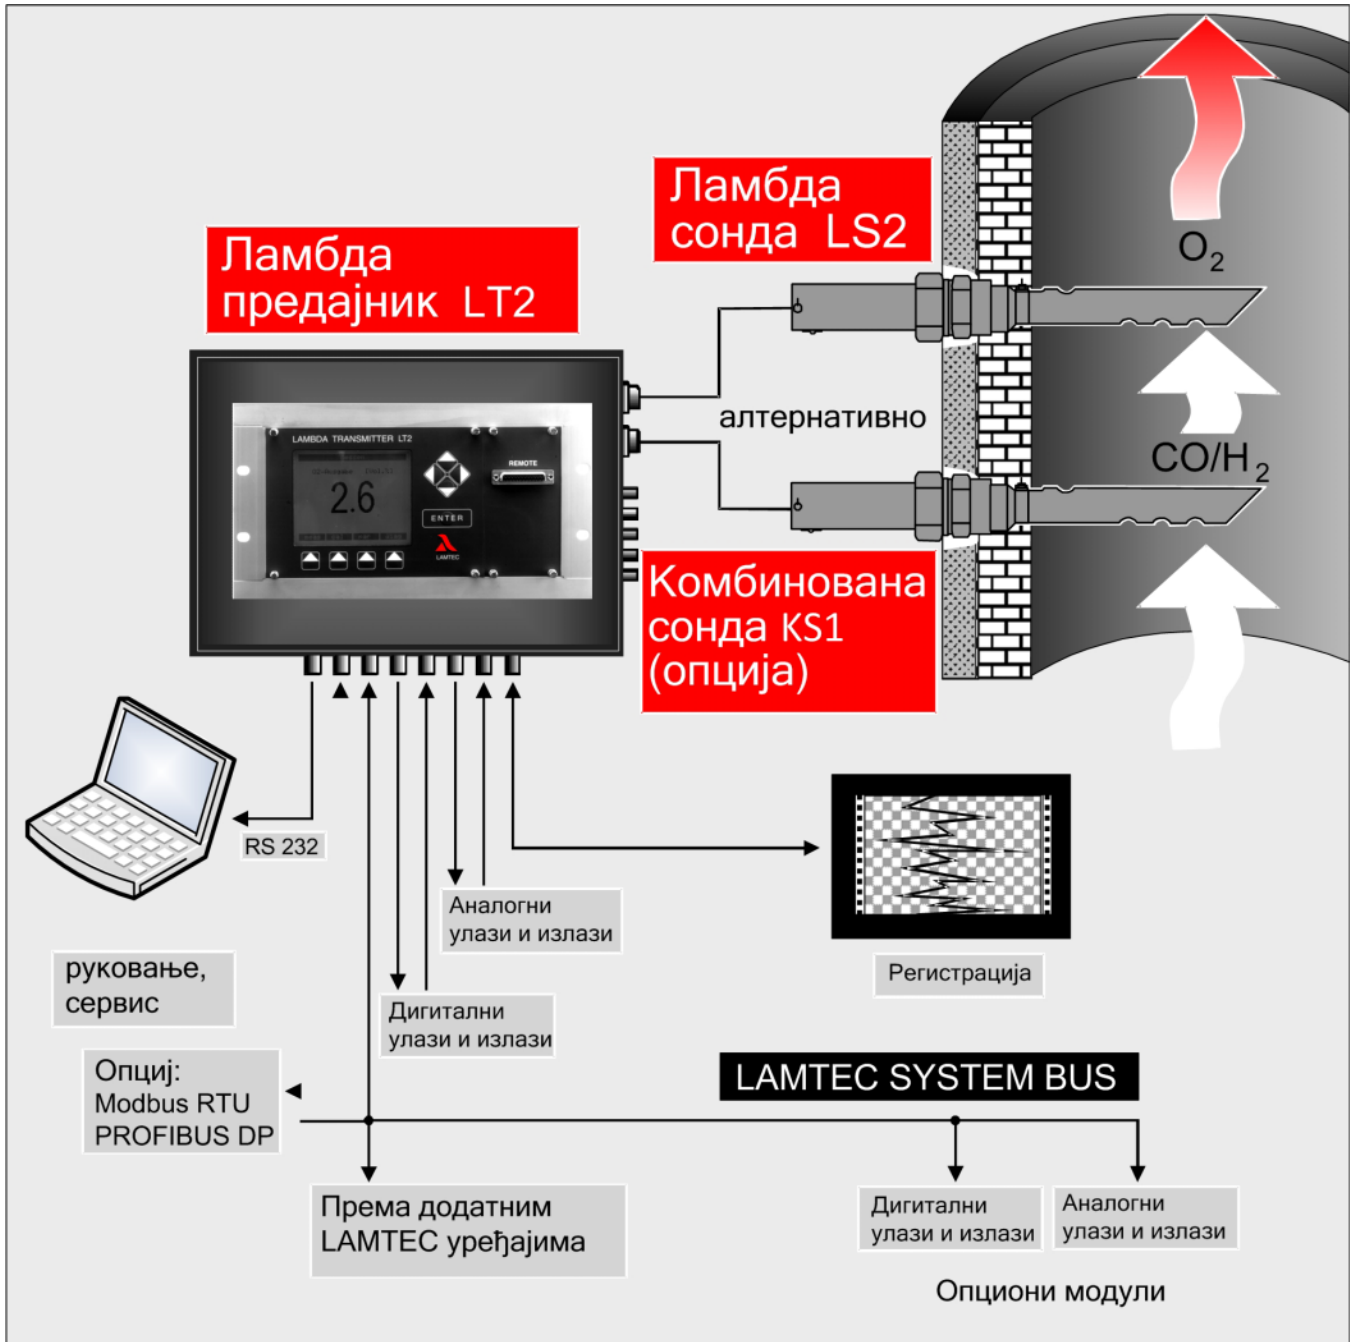 Ламбда
сонда LS2
O2
Ламбда
предајник LT2
алтернативно
CO/H2
LAMBDA TRANSMITTER LT2
REMOTE
2.6
ENTER
LAMTEC
Комбинована
сонда KS1
(опција)
RS 232
Аналогни
улази и излази
руковање,
сервис
Регистрација
Дигитални
улази и излази
Опциј:
Modbus RTU
PROFIBUS DP
LAMTEC SYSTEM BUS
Према додатним
LAMTEC уређајима
Дигитални
улази и излази
Аналогни
улази и излази
Опциони модули